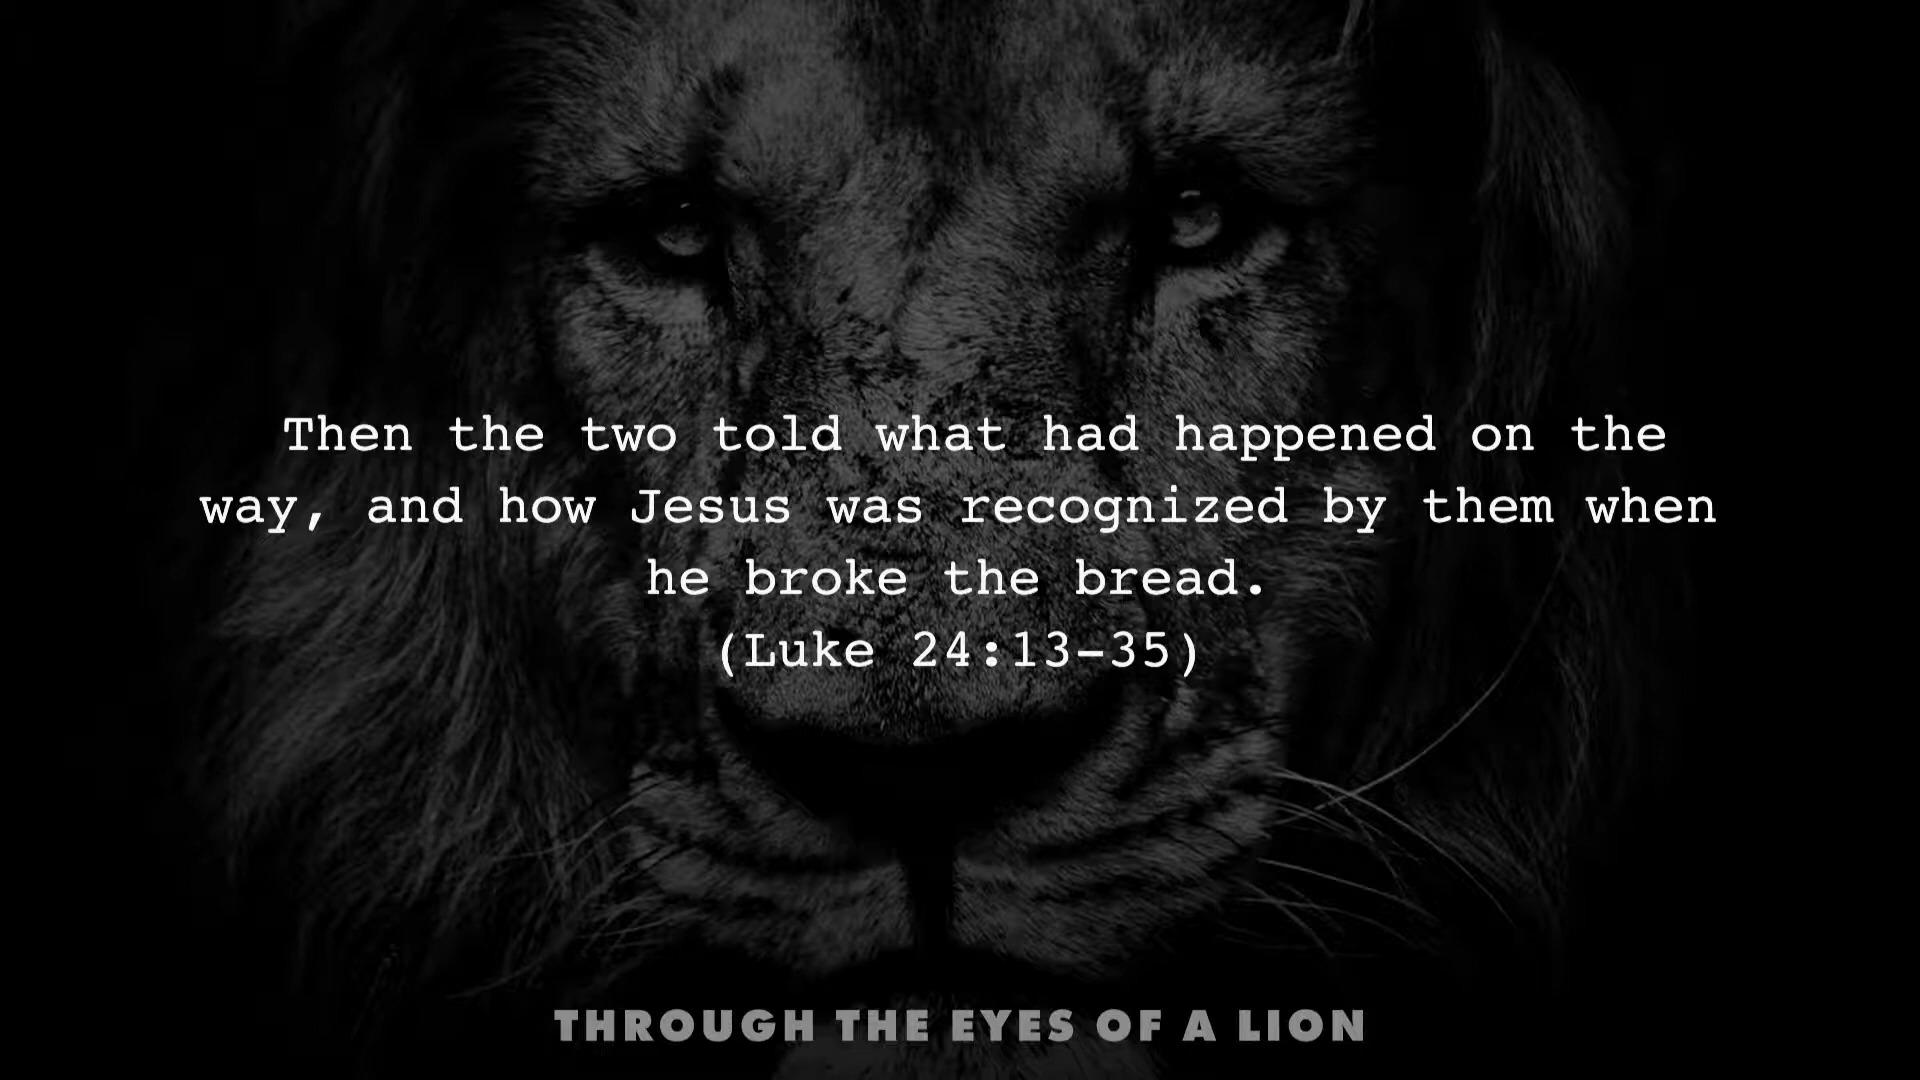 Then the two told what had happened on the
way, and how Jesus was recognized by them when
he broke the bread.
(Luke 24:13-35)
THROUGH THE EYES OF A LION